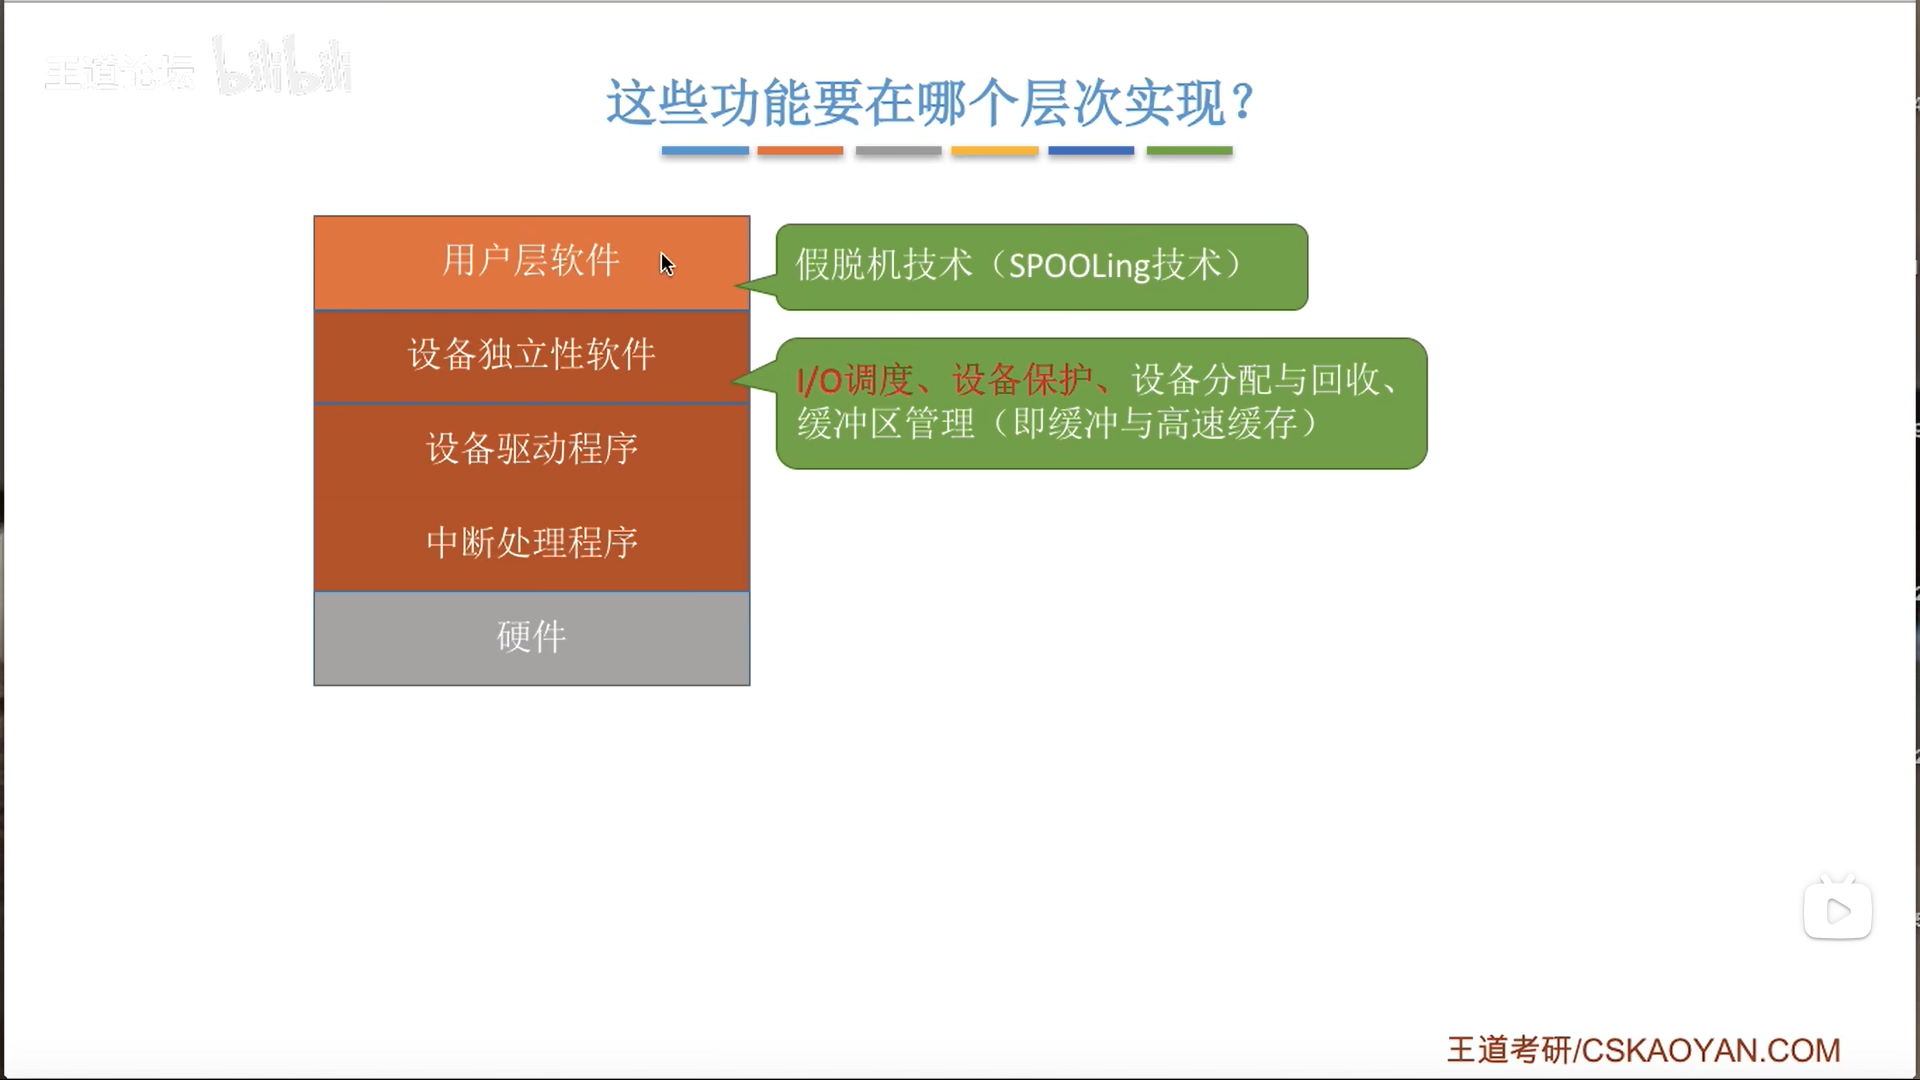 王道论坛 bilibili
这些功能要在哪个层次实现？
用户层软件
假脱机技术（SPOOLing技术）
设备独立性软件
I/O调度、设备保护、设备分配与回收、
缓冲区管理（即缓冲与高速缓存）
设备驱动程序
中断处理程序
硬件
王道考研/CSKAOYAN.COM